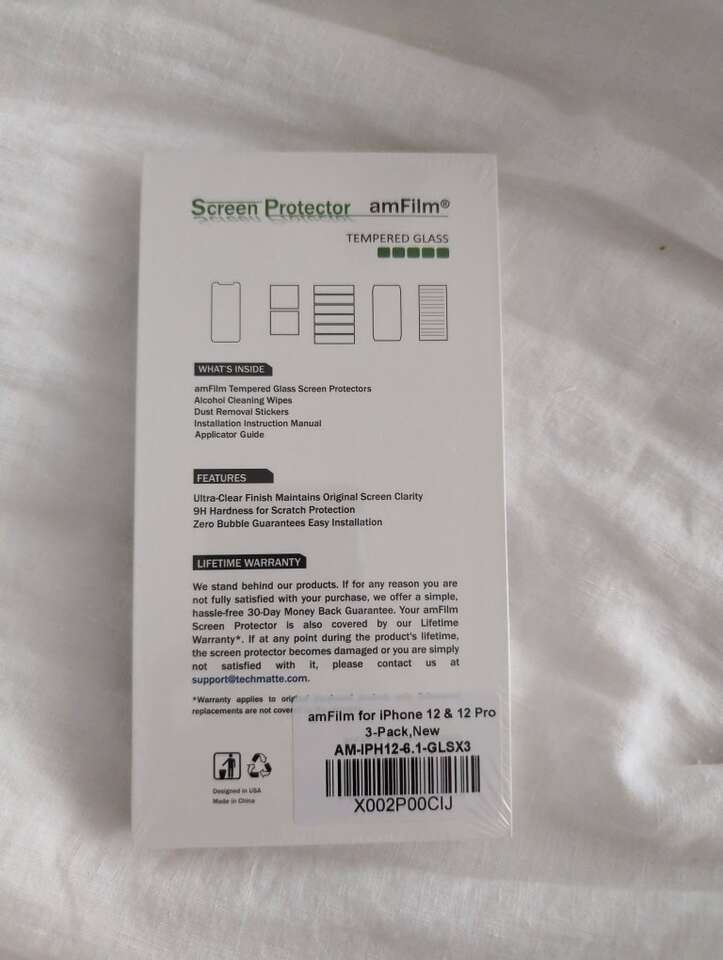 Screen Protector amFilm®
TEMPERED GLASS
WHAT'S INSIDE
amFilm Tempered Glass Screen Protectors
Alcohol Cleaning Wipes
Dust Removal Stickers
Installation Instruction Manual
Applicator Guide
FEATURES
Ultra-Clear Finish Maintains Original Screen Clarity
9H Hardness for Scratch Protection
Zero Bubble Guarantees Easy Installation
LIFETIME WARRANTY
We stand behind our products. If for any reason you are
not fully satisfied with your purchase, we offer a simple,
hassle-free 30-Day Money Back Guarantee. Your amFilm
Screen Protector is also covered by our Lifetime
Warranty*. If at any point during the product's lifetime,
the screen protector becomes damaged or you are simply
not satisfied with it, please contact us at
support@techmatte.com.
*Warranty applies to
replacements are not
amFilm for iPhone 12 & 12 Pro
3-Pack,New
AM-IPH12-6.1-GLSX3
X002P00CIJ
Designed in USA
Made in China